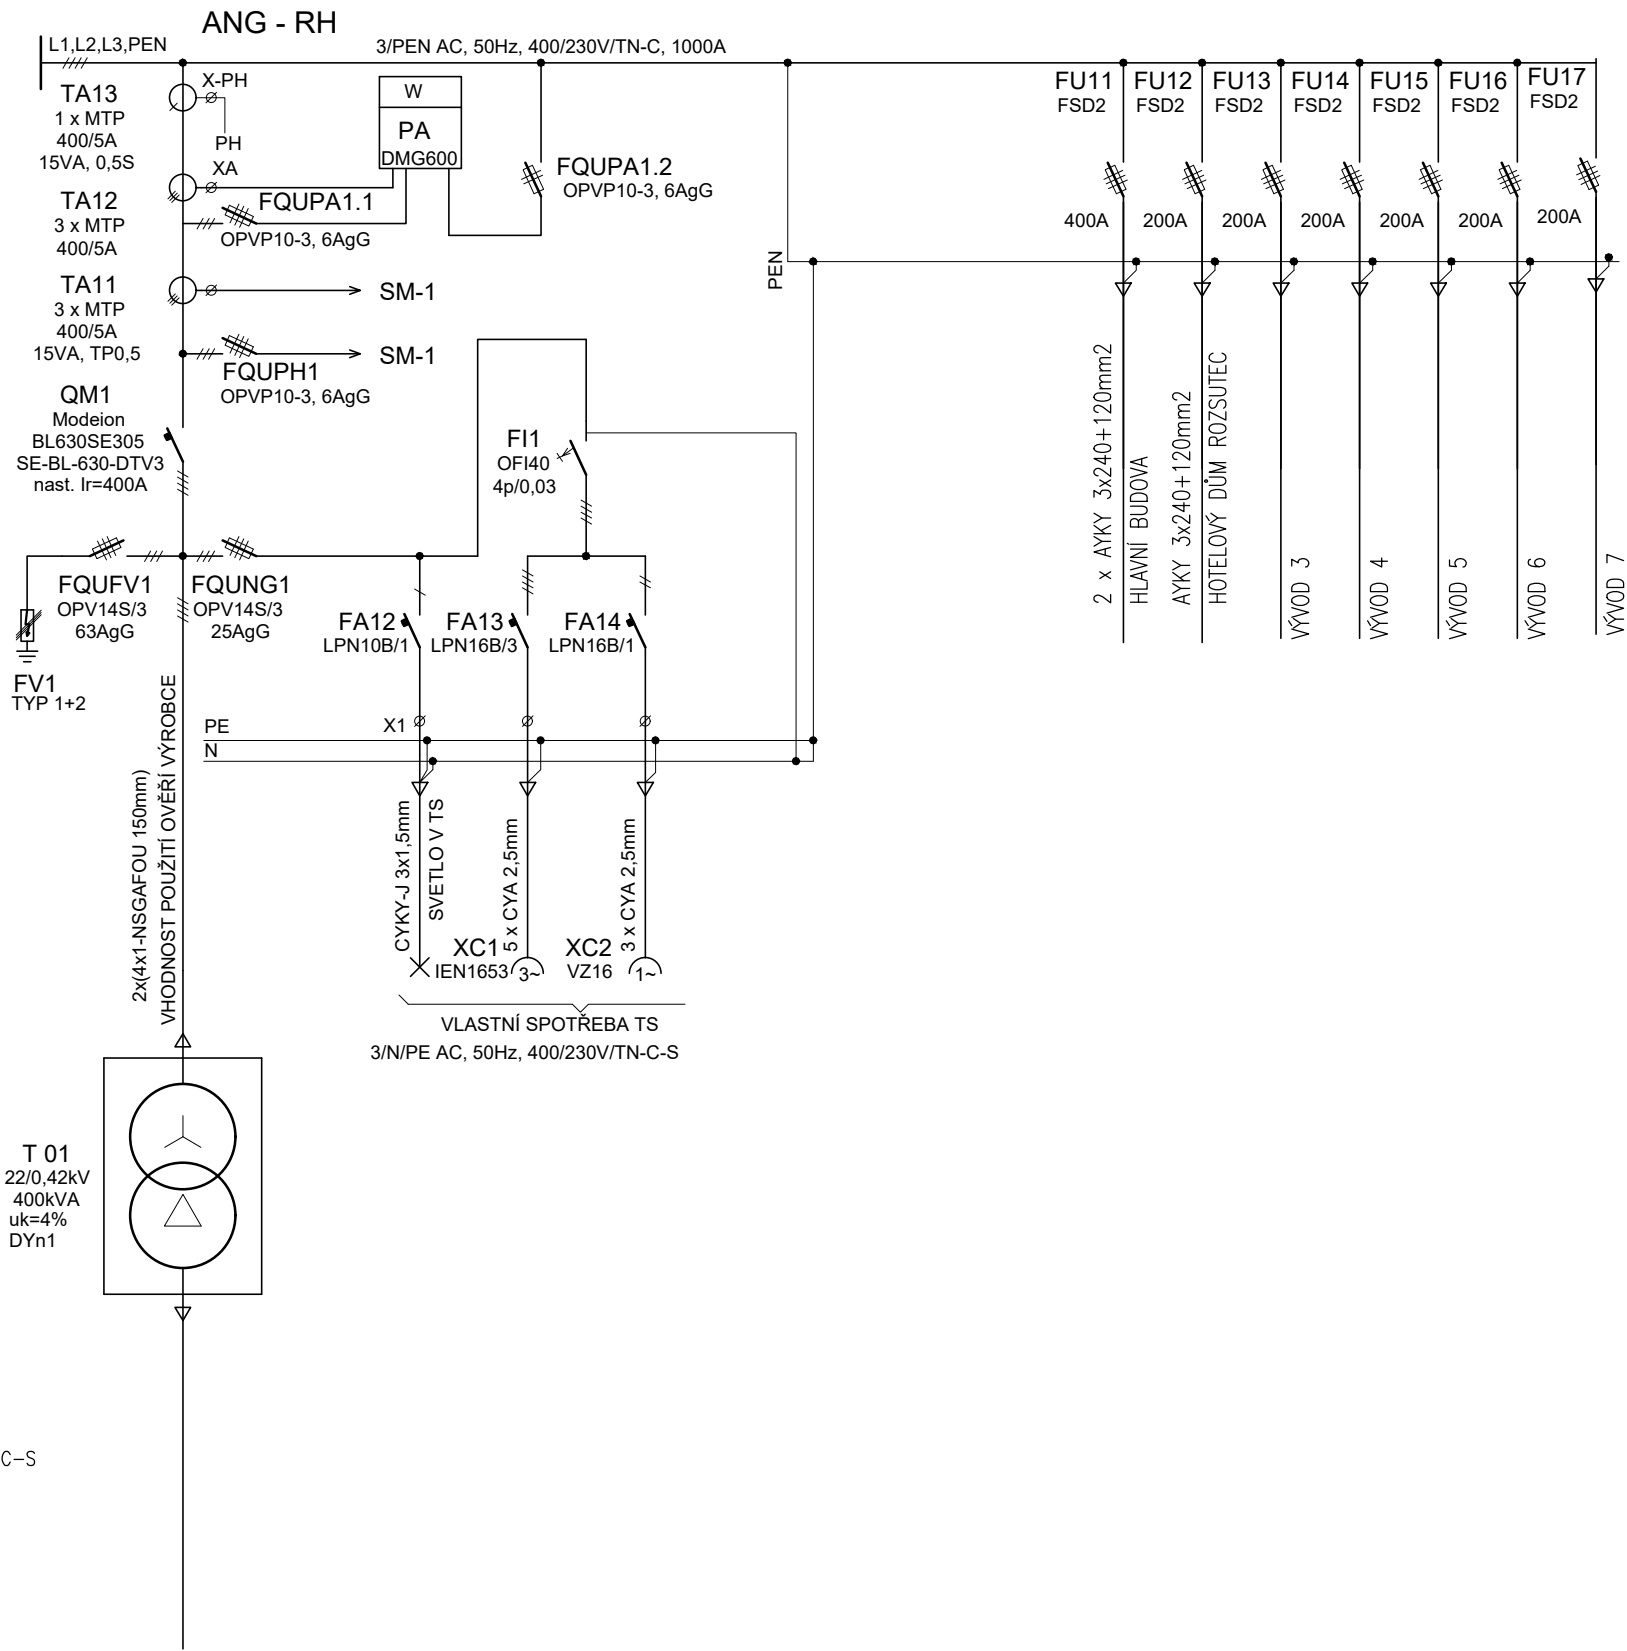 ANG - RH
L1,L2,L3,PEN
3/PEN AC, 50Hz, 400/230V/TN-C, 1000A
TA13
1 x MTP
400/5A
15VA, 0,5S
X-PH
PH
XA
W
PA
DMG600
FQUPA1.2
OPVP10-3, 6AgG
TA12
3 x MTP
400/5A
FQUPA1.1
OPVP10-3, 6AgG
TA11
3 x MTP
400/5A
15VA, TP0,5
SM-1
SM-1
FQUPH1
OPVP10-3, 6AgG
QM1
Modeion
BL630SE305
SE-BL-630-DTV3
nast. Ir=400A
FI1
OFI40
4p/0,03
FQUFV1
OPV14S/3
63AgG
FQUNG1
OPV14S/3
25AgG
FV1
TYP 1+2
FA12
LPN10B/1
FA13
LPN16B/3
FA14
LPN16B/1
PE
N
X1
PEN
FU11
FSD2
400A
FU12
FSD2
200A
FU13
FSD2
200A
FU14
FSD2
200A
FU15
FSD2
200A
FU16
FSD2
200A
FU17
FSD2
200A
2 x AYKY 3x240+120mm2
HLAVNÍ BUDOVA
AYKY 3x240+120mm2
HOTELOVÝ DŮM ROZSUTEC
VÝVOD 3
VÝVOD 4
VÝVOD 5
VÝVOD 6
VÝVOD 7
2x(4x1-NSGAFOU 150mm)
VHODNOST POUŽITÍ OVĚŘÍ VÝROBCE
CYKY-J 3x1,5mm
SVETLO V TS
5 x CYA 2,5mm
3 x CYA 2,5mm
XC1
IEN1653
3~
XC2
VZ16
1~
VLASTNÍ SPOTŘEBA TS
3/N/PE AC, 50Hz, 400/230V/TN-C-S
T 01
22/0,42kV
400kVA
uk=4%
DYn1
C-S